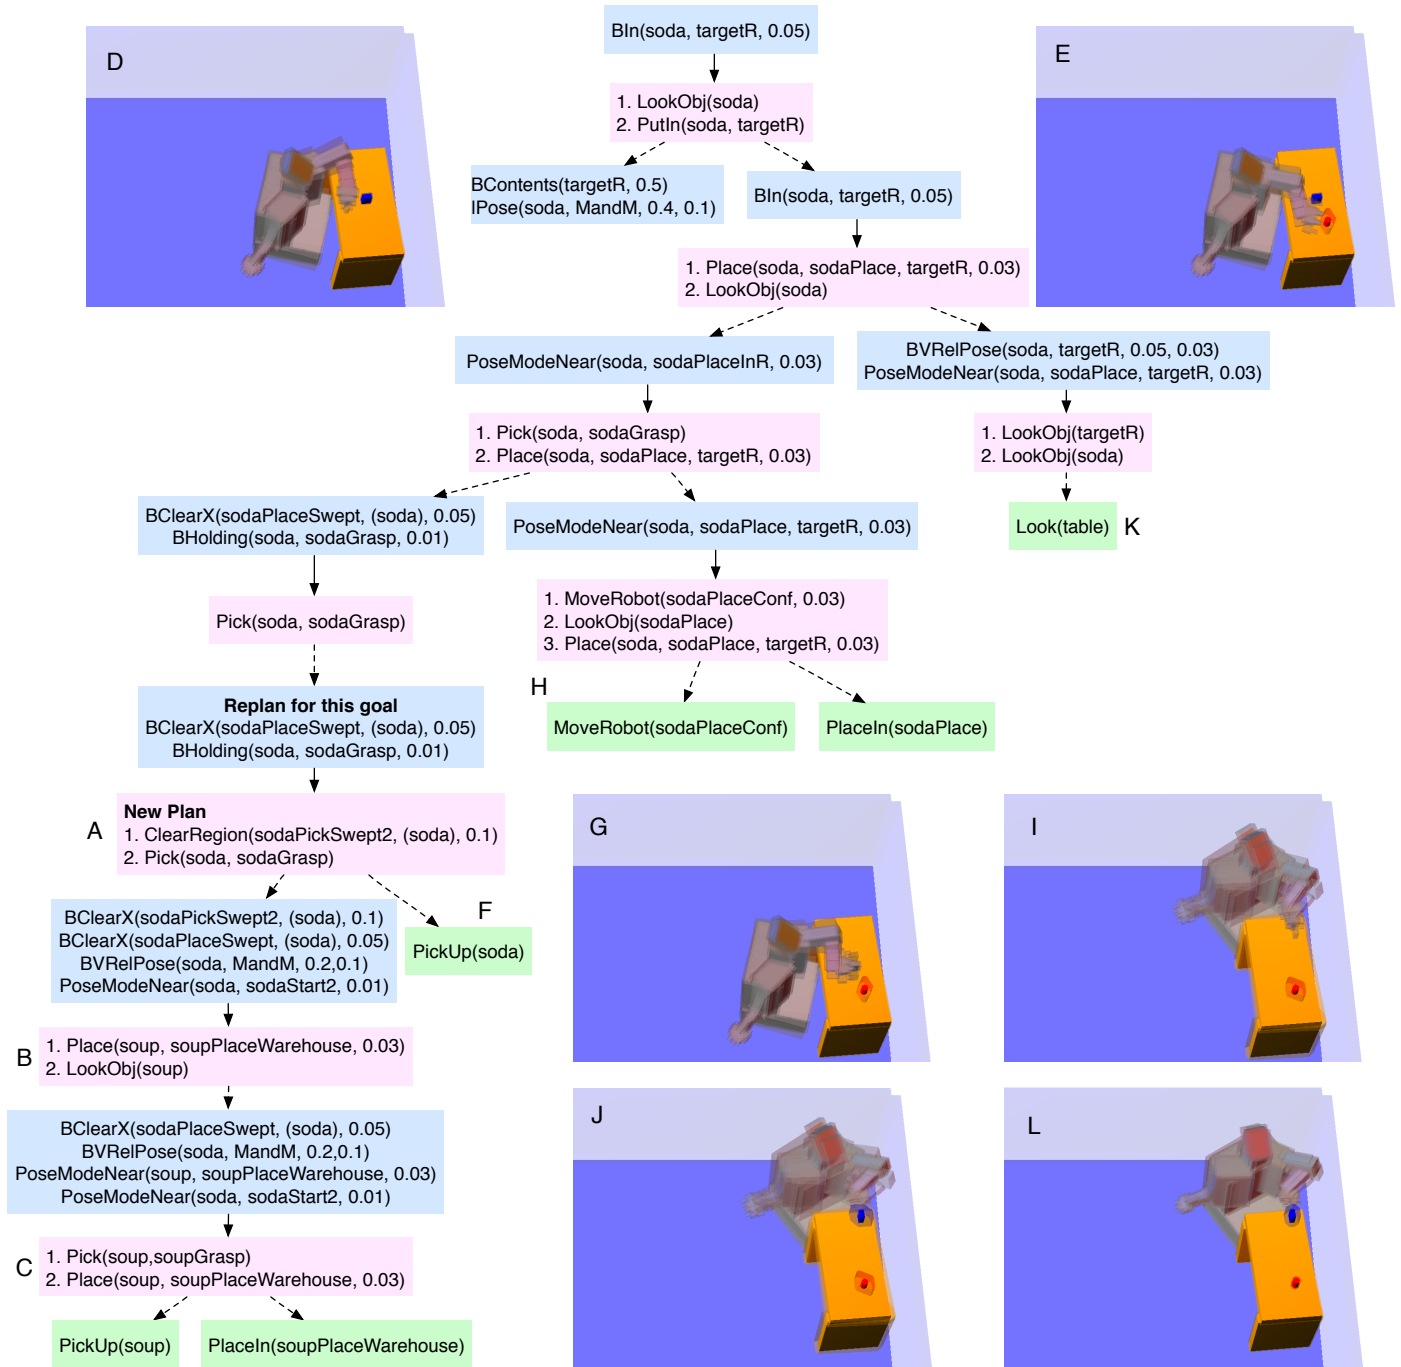 BIn(soda, targetR, 0.05)
D
E
1. LookObj(soda)
2. PutIn(soda, targetR)
BContents(targetR, 0.5)
IPose(soda, MandM, 0.4, 0.1)
BIn(soda, targetR, 0.05)
1. Place(soda, sodaPlace, targetR, 0.03)
2. LookObj(soda)
PoseModeNear(soda, sodaPlaceInR, 0.03)
BVRelPose(soda, targetR, 0.05, 0.03)
PoseModeNear(soda, sodaPlace, targetR, 0.03)
1. Pick(soda, sodaGrasp)
2. Place(soda, sodaPlace, targetR, 0.03)
1. LookObj(targetR)
2. LookObj(soda)
BClearX(sodaPlaceSwept, (soda), 0.05)
BHolding(soda, sodaGrasp, 0.01)
PoseModeNear(soda, sodaPlace, targetR, 0.03)
Look(table)
K
Pick(soda, sodaGrasp)
1. MoveRobot(sodaPlaceConf, 0.03)
2. LookObj(sodaPlace)
3. Place(soda, sodaPlace, targetR, 0.03)
H
Replan for this goal
BClearX(sodaPlaceSwept, (soda), 0.05)
BHolding(soda, sodaGrasp, 0.01)
MoveRobot(sodaPlaceConf)
PlaceIn(sodaPlace)
A
New Plan
1. ClearRegion(sodaPickSwept2, (soda), 0.1)
2. Pick(soda, sodaGrasp)
G
I
F
BClearX(sodaPickSwept2, (soda), 0.1)
BClearX(sodaPlaceSwept, (soda), 0.05)
BVRelPose(soda, MandM, 0.2,0.1)
PoseModeNear(soda, sodaStart2, 0.01)
PickUp(soda)
B
1. Place(soup, soupPlaceWarehouse, 0.03)
2. LookObj(soup)
J
L
BClearX(sodaPlaceSwept, (soda), 0.05)
BVRelPose(soda, MandM, 0.2,0.1)
PoseModeNear(soup, soupPlaceWarehouse, 0.03)
PoseModeNear(soda, sodaStart2, 0.01)
C
1. Pick(soup,soupGrasp)
2. Place(soup, soupPlaceWarehouse, 0.03)
PickUp(soup)
PlaceIn(soupPlaceWarehouse)